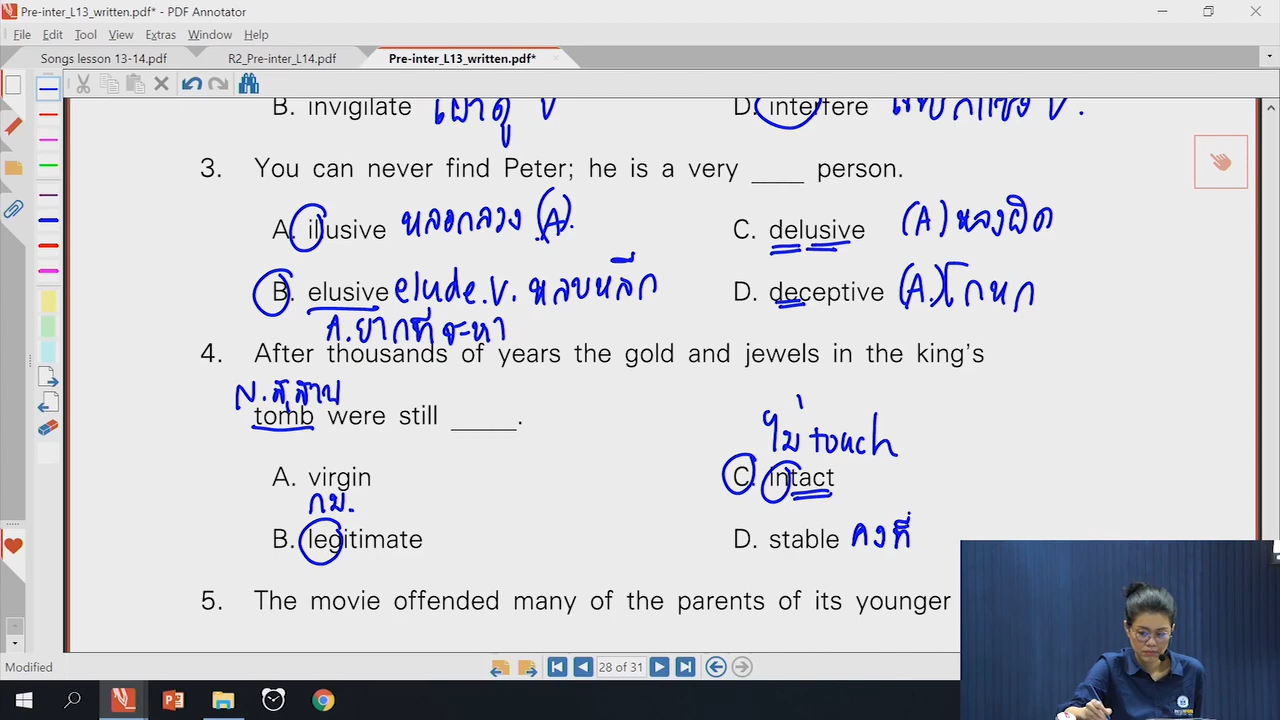 Pre-inter_L13_written.pdf* - PDF Annotator
File Edit Tool View Extras Window Help
Songs lesson 13-14.pdf R2_Pre-inter_L14.pdf Pre-inter_L13_written.pdf*
B. invigilate เฝ้าดู V D. interfere V.
3. You can never find Peter; he is a very ____ person.
A. illusive หลอกลวง (A). C. delusive (A) หลงผิด
B. elusive elude.v. หลบหลีก D. deceptive (A.) โกหก
A. ยากที่จะหา
4. After thousands of years the gold and jewels in the king's
N. สุสาน
tomb were still _____.
ไม่ touch
A. virgin C. intact
กม.
B. legitimate D. stable คงที่
5. The movie offended many of the parents of its younger
Modified 28 of 31